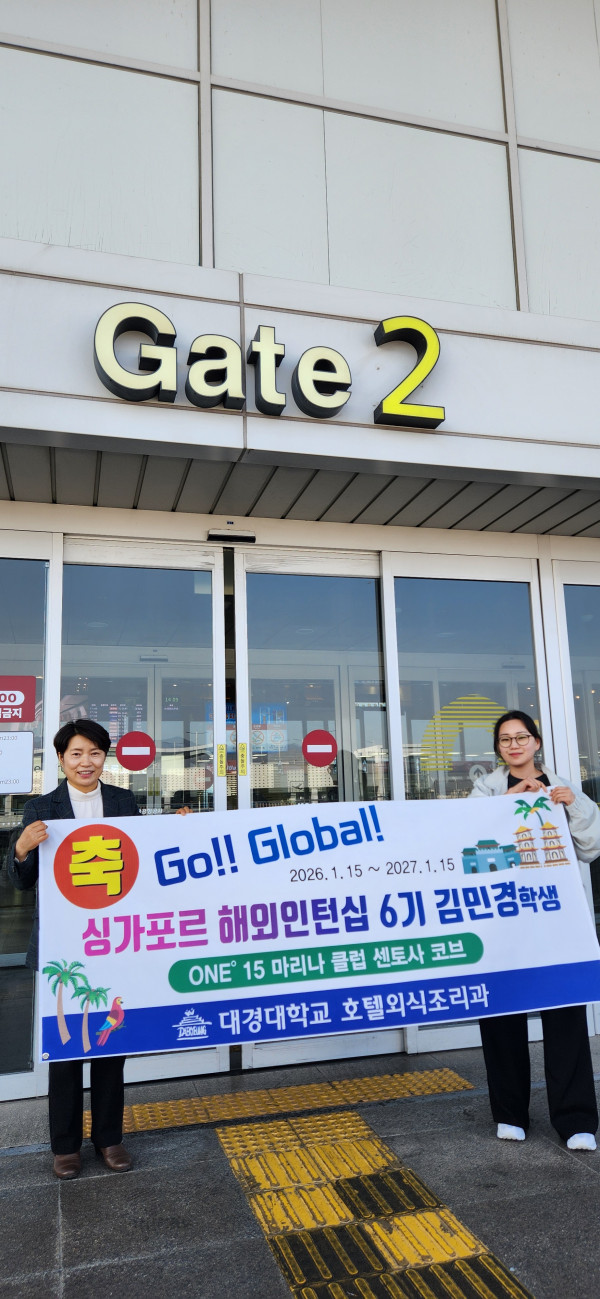 Gate 2
축
Go!! Global!
2026.1.15 ~ 2027.1.15
싱가포르 해외인턴십 6기 김민경학생
ONE° 15 마리나 클럽 센토사 코브
대경대학교 호텔외식조리과